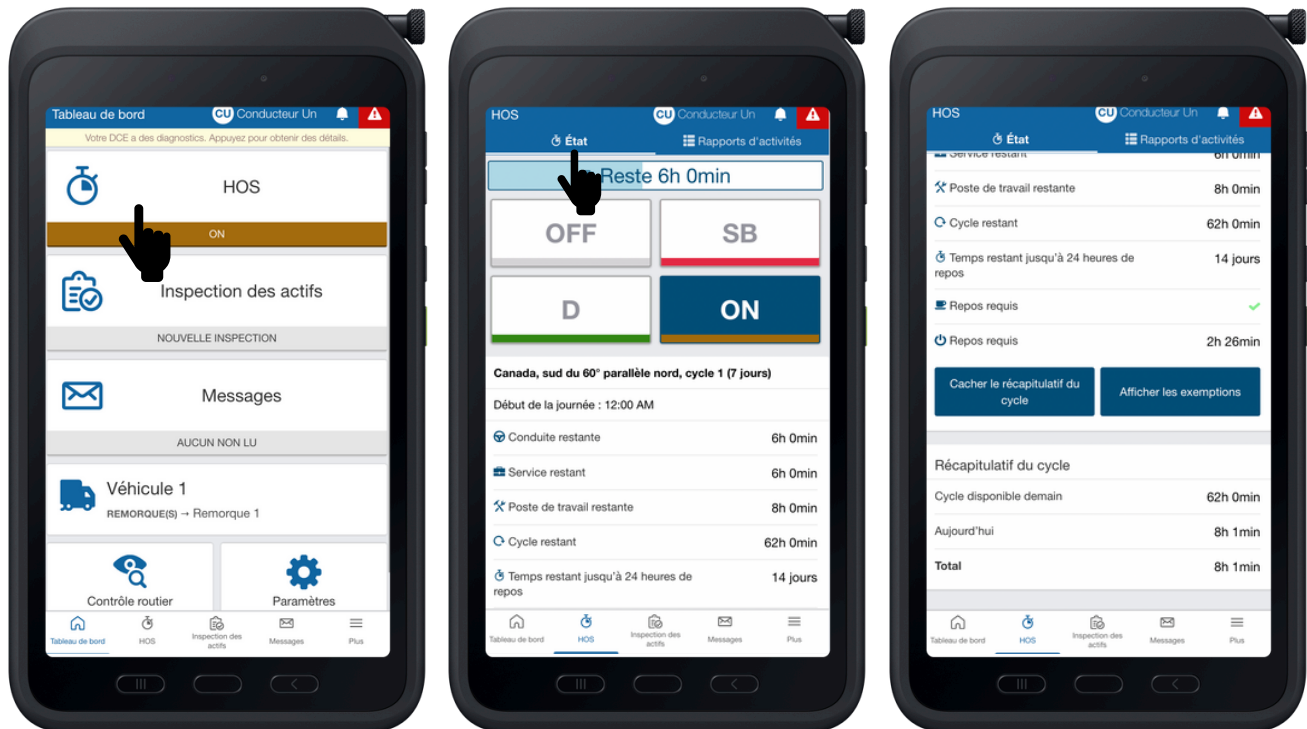 Tableau de bord
CU Conducteur Un
Votre DCE a des diagnostics. Appuyez pour obtenir des détails.
HOS
ON
Inspection des actifs
NOUVELLE INSPECTION
Messages
AUCUN NON LU
Véhicule 1
REMORQUE(S) → Remorque 1
Contrôle routier
Paramètres
Tableau de bord
HOS
Inspection des
actifs
Messages
Plus
HOS
CU Conducteur Un
État
Rapports d'activités
Reste 6h 0min
OFF
SB
D
ON
Canada, sud du 60° parallèle nord, cycle 1 (7 jours)
Début de la journée : 12:00 AM
Conduite restante 6h 0min
Service restant 6h 0min
Poste de travail restante 8h 0min
Cycle restant 62h 0min
Temps restant jusqu'à 24 heures de 14 jours
repos
Tableau de bord
HOS
Inspection des
actifs
Messages
Plus
HOS
CU Conducteur Un
État
Rapports d'activités
Service restant 6h 0min
Poste de travail restante 8h 0min
Cycle restant 62h 0min
Temps restant jusqu'à 24 heures de 14 jours
repos
Repos requis
Repos requis 2h 26min
Cacher le récapitulatif du
cycle
Afficher les exemptions
Récapitulatif du cycle
Cycle disponible demain 62h 0min
Aujourd'hui 8h 1min
Total 8h 1min
Tableau de bord
HOS
Inspection des
actifs
Messages
Plus